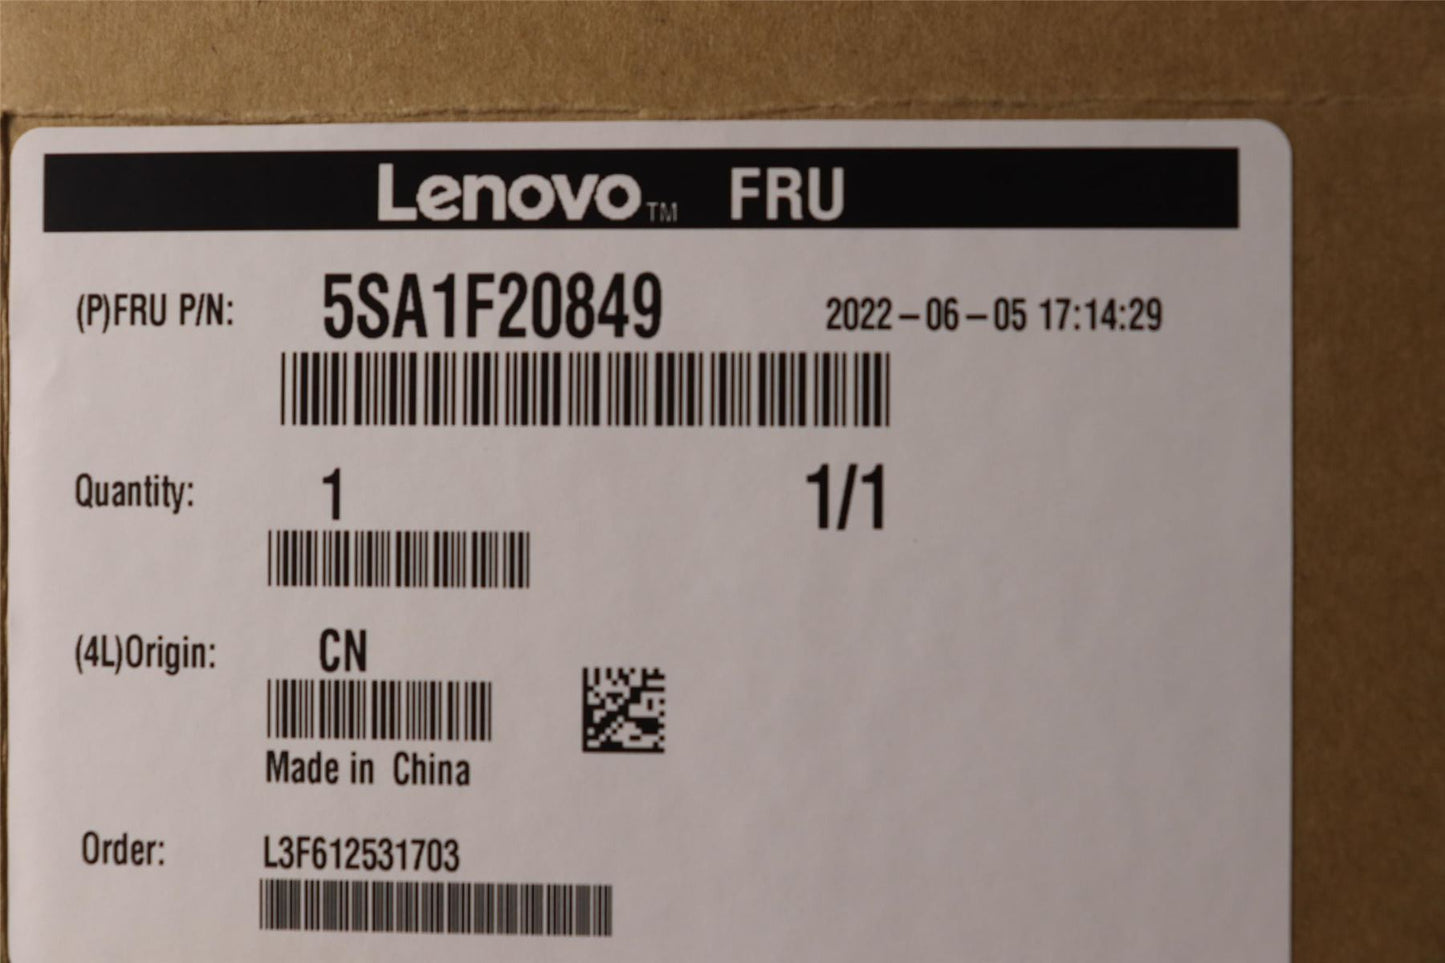 Lenovo™ FRU
(P)FRU P/N: 5SA1F20849 2022-06-05 17:14:29
Quantity: 1 1/1
(4L)Origin: CN
Made in China
Order: L3F612531703